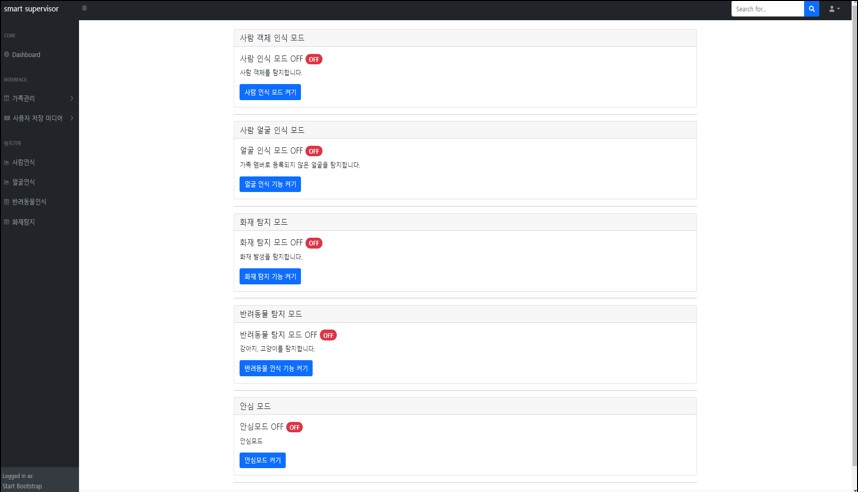 smart supervisor
Search for...
CORE
Dashboard
INTERFACE
가족관리
사용자 저장 미디어
탐지기록
사람인식
얼굴인식
반려동물인식
화재탐지
Logged in as:
Start Bootstrap
사람 객체 인식 모드
사람 인식 모드 OFF OFF
사람 객체를 탐지합니다.
사람 인식 모드 켜기
사람 얼굴 인식 모드
얼굴 인식 모드 OFF OFF
가족 멤버로 등록되지 않은 얼굴을 탐지합니다.
얼굴 인식 기능 켜기
화재 탐지 모드
화재 탐지 모드 OFF OFF
화재 발생을 탐지합니다.
화재 탐지 기능 켜기
반려동물 탐지 모드
반려동물 탐지 모드 OFF OFF
강아지, 고양이를 탐지합니다.
반려동물 인식 기능 켜기
안심 모드
안심모드 OFF OFF
안심모드
안심모드 켜기